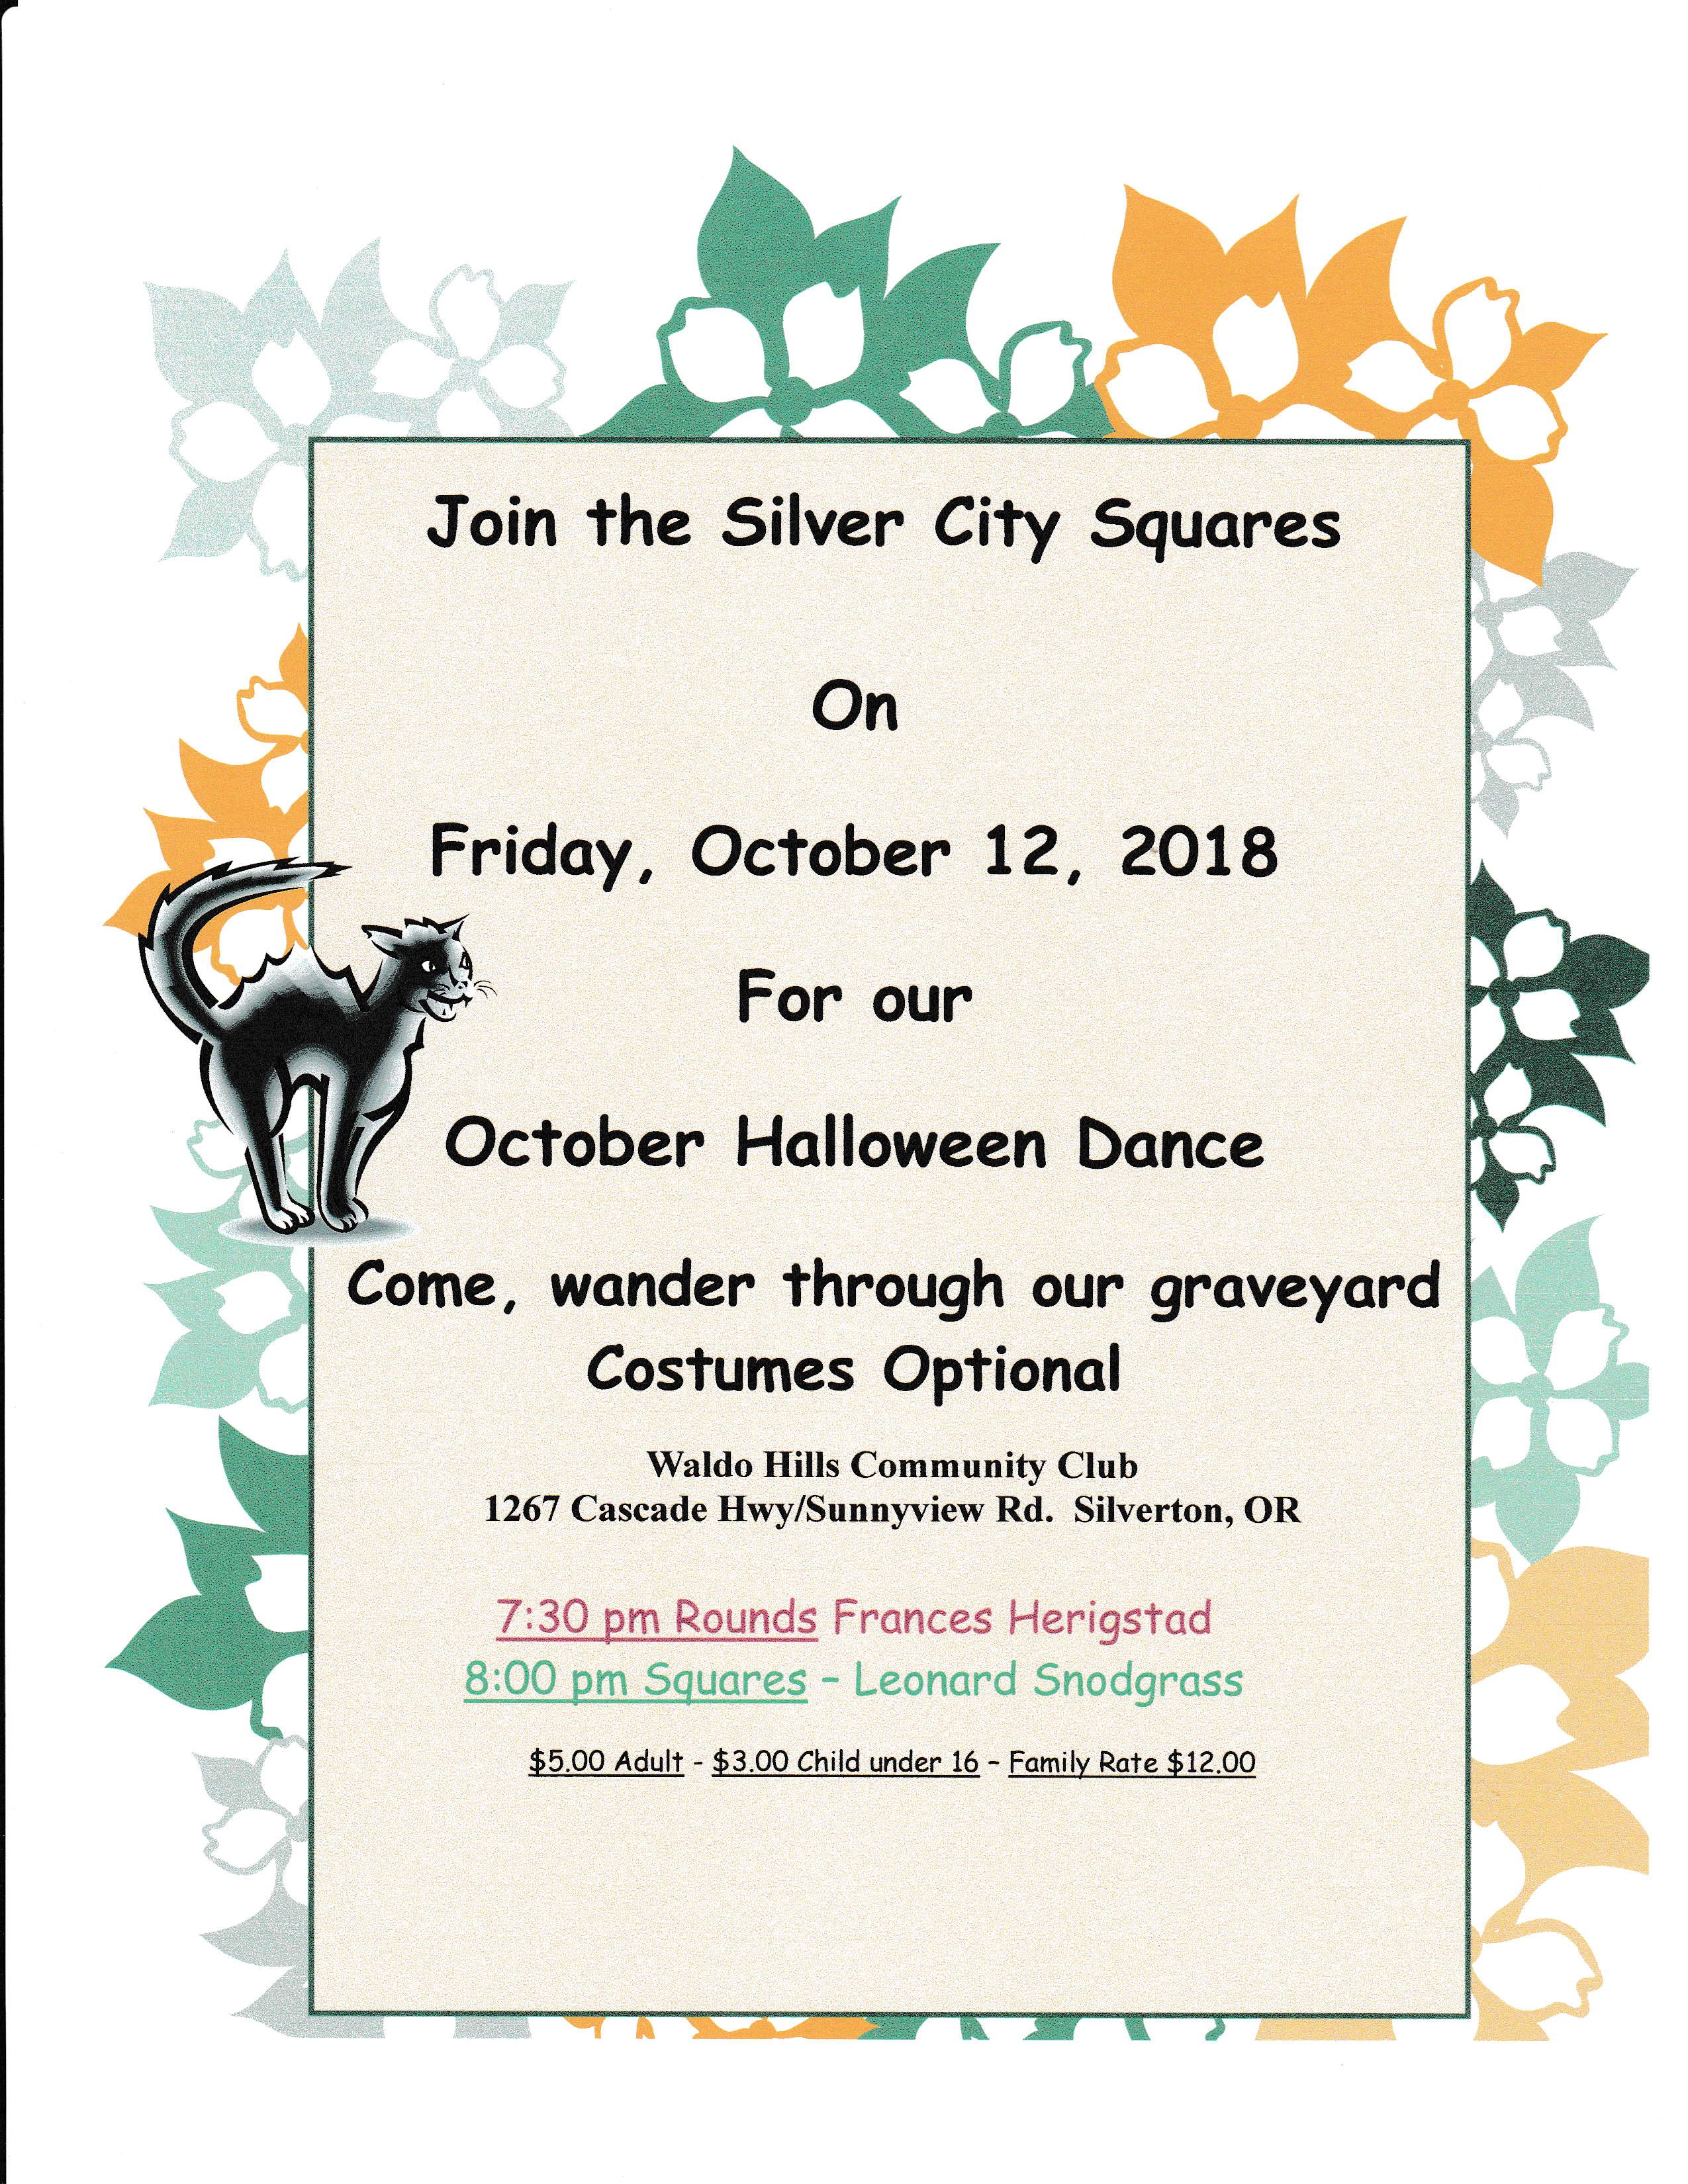 Join the Silver City Squares
On
Friday, October 12, 2018
For our
October Halloween Dance
Come, wander through our graveyard
Costumes Optional
Waldo Hills Community Club
1267 Cascade Hwy/Sunnyview Rd.  Silverton, OR
7:30 pm Rounds Frances Herigstad
8:00 pm Squares – Leonard Snodgrass
$5.00 Adult - $3.00 Child under 16 – Family Rate $12.00